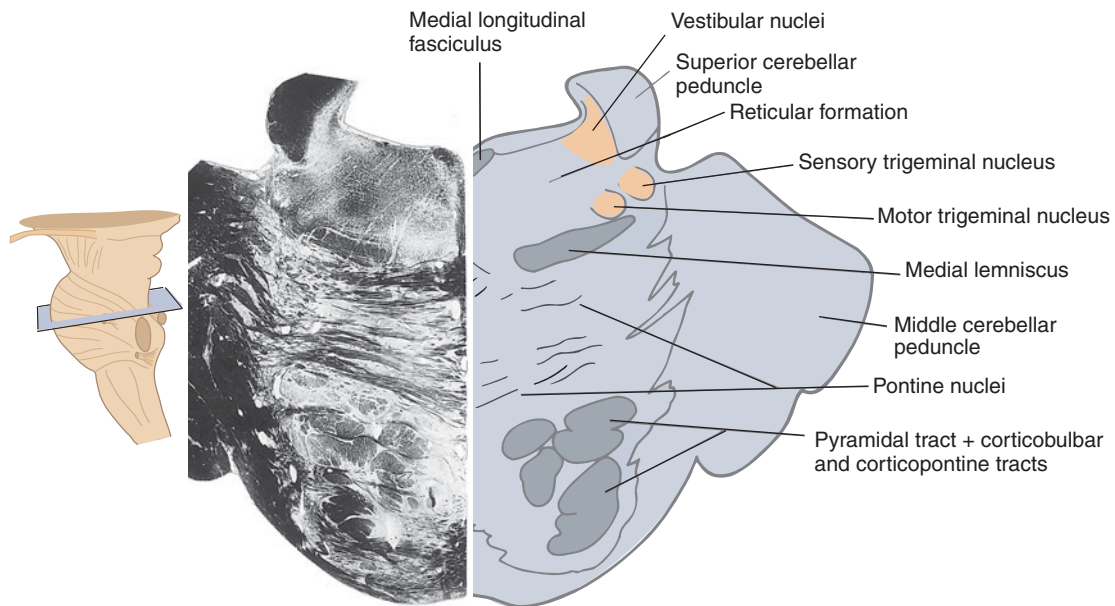 Medial longitudinal
fasciculus
Vestibular nuclei
Superior cerebellar
peduncle
Reticular formation
Sensory trigeminal nucleus
Motor trigeminal nucleus
Medial lemniscus
Middle cerebellar
peduncle
Pontine nuclei
Pyramidal tract + corticobulbar
and corticopontine tracts